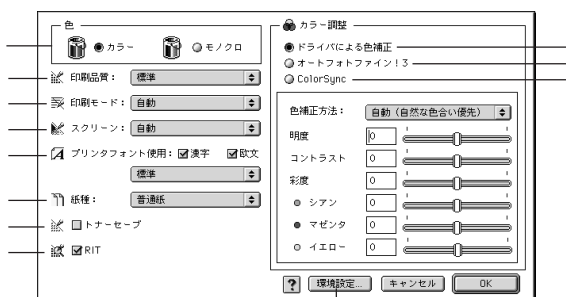 色
カラー
モノクロ
印刷品質：
標準
印刷モード：
自動
スクリーン：
自動
プリンタフォント使用：
漢字
欧文
標準
紙種：
普通紙
トナーセーブ
RIT
カラー調整
ドライバによる色補正
オートフォトファイン！3
ColorSync
色補正方法：
自動（自然な色合い優先）
明度
0
コントラスト
0
彩度
0
シアン
0
マゼンタ
0
イエロー
0
?
環境設定...
キャンセル
OK